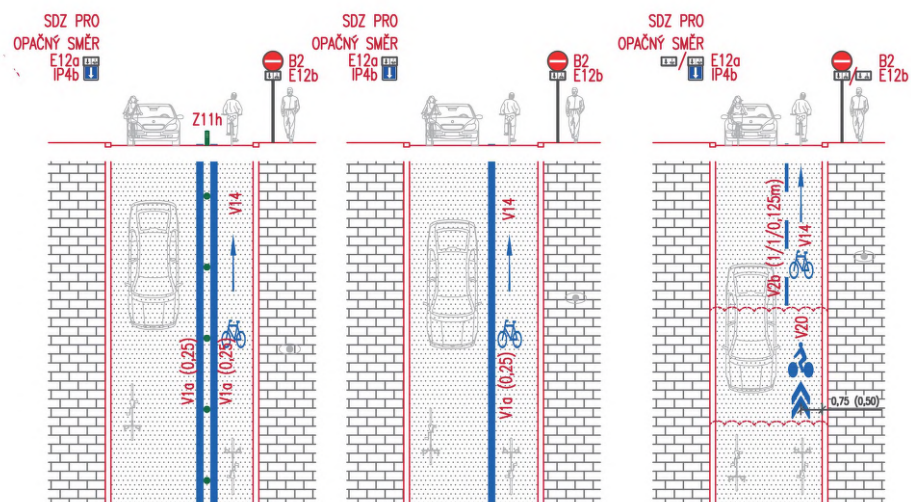 SDZ PRO
OPAČNÝ SMĚR
E12a
IP4b
B2
E12b
Z11h
V14
V1a (0,25)
V1a (0,25)
SDZ PRO
OPAČNÝ SMĚR
E12a
IP4b
B2
E12b
V14
V1a (0,25)
SDZ PRO
OPAČNÝ SMĚR
/ E12a
IP4b
B2
/ E12b
V2b (1/1/0,125m)
V14
V20
0,75 (0,50)